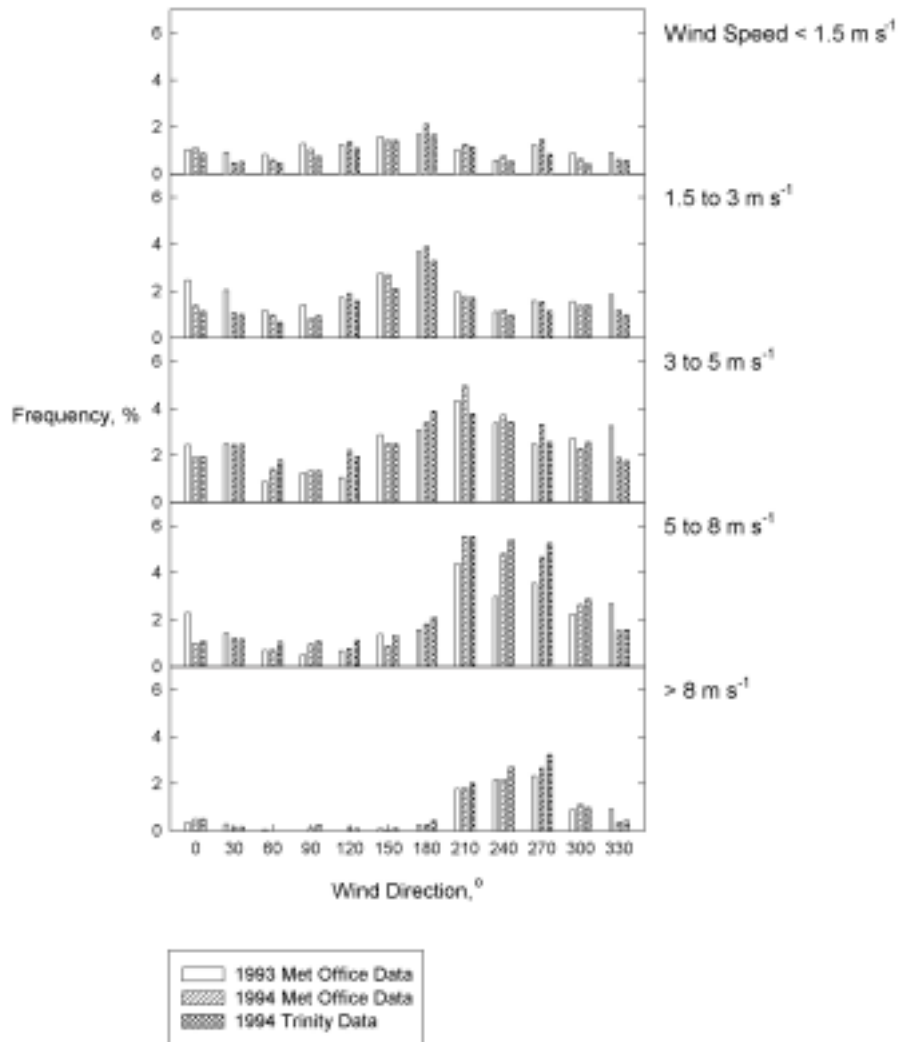 6
4
2
0
Wind Speed < 1.5 m s-1
6
4
2
0
1.5 to 3 m s-1
6
4
2
0
3 to 5 m s-1
Frequency, %
6
4
2
0
5 to 8 m s-1
6
4
2
0
> 8 m s-1
0 30 60 90 120 150 180 210 240 270 300 330
Wind Direction,o
1993 Met Office Data
1994 Met Office Data
1994 Trinity Data